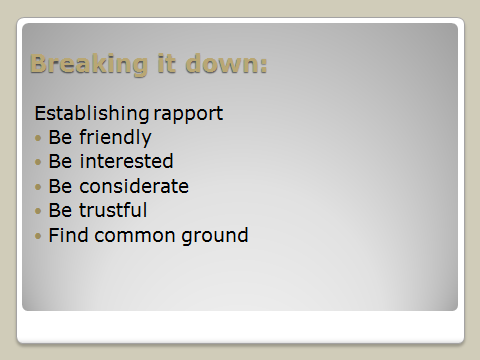 Breaking it down:
Establishing rapport
• Be friendly
• Be interested
• Be considerate
• Be trustful
• Find common ground